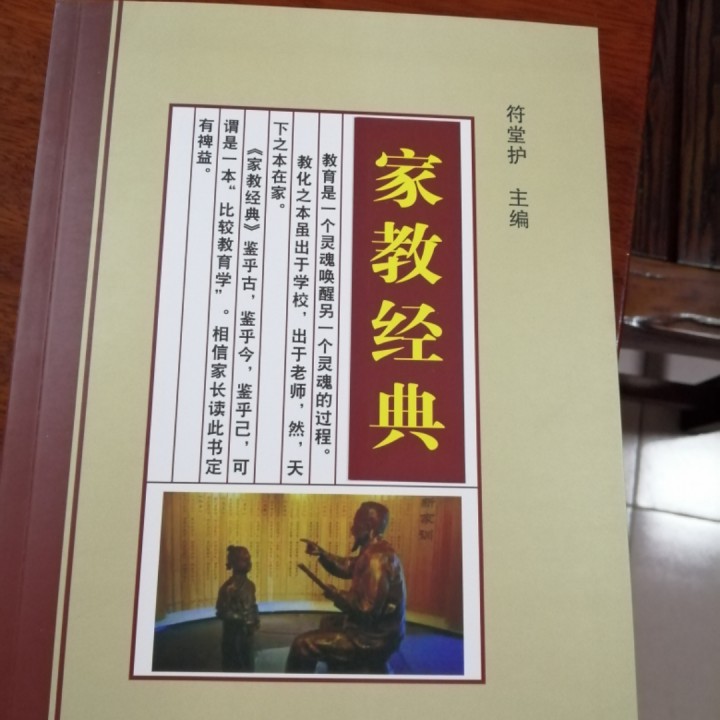 符堂护 主编
家教经典
教育是一个灵魂唤醒另一个灵魂的过程。
教化之本虽出于学校，出于老师，然，天
下之本在家。
《家教经典》鉴乎古，鉴乎今，鉴乎己，可
谓是一本“比较教育学”。相信家长读此书定
有裨益。